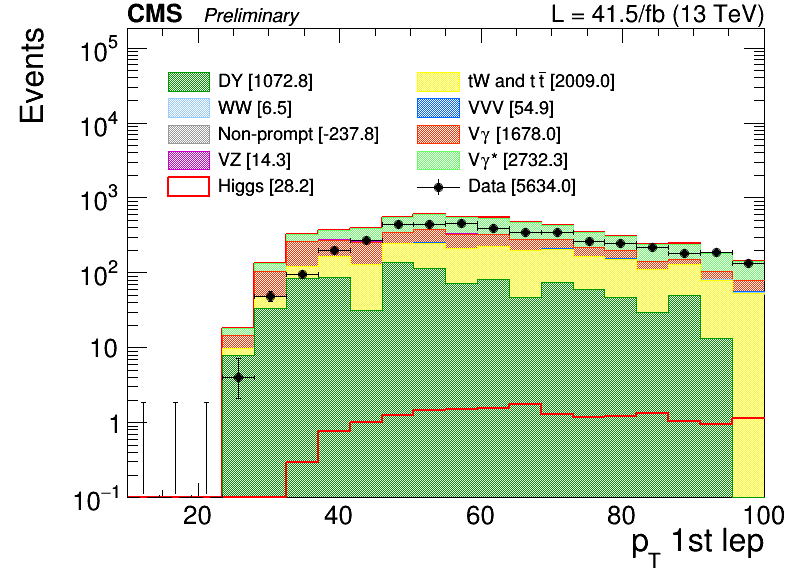 CMS Preliminary L = 41.5/fb (13 TeV)
Events
10^5
10^4
10^3
10^2
10
1
10^−1
DY [1072.8]
WW [6.5]
Non-prompt [-237.8]
VZ [14.3]
Higgs [28.2]
tW and tt̅ [2009.0]
VVV [54.9]
Vγ [1678.0]
Vγ* [2732.3]
Data [5634.0]
20 40 60 80 100
p_T 1st lep